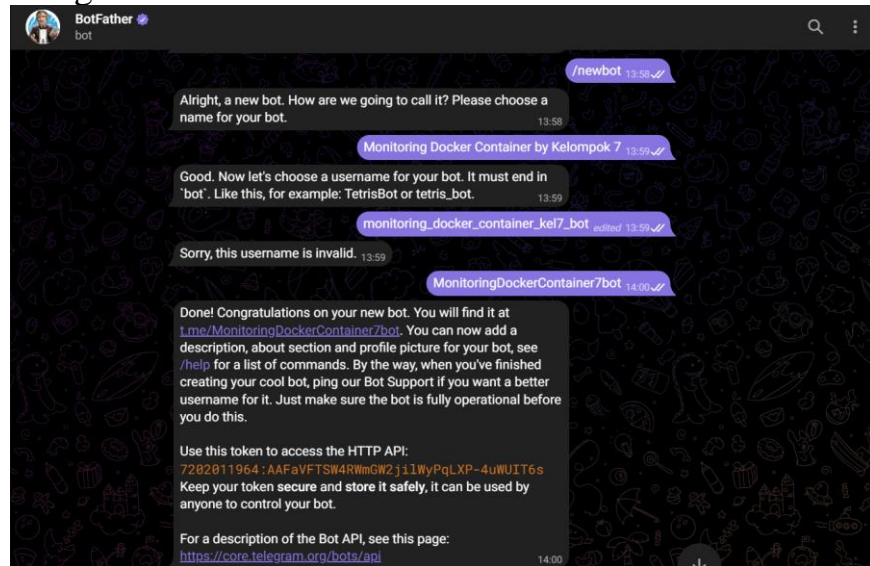 BotFather
bot
/newbot 13:58
Alright, a new bot. How are we going to call it? Please choose a
name for your bot. 13:58
Monitoring Docker Container by Kelompok 7 13:59
Good. Now let's choose a username for your bot. It must end in
`bot`. Like this, for example: TetrisBot or tetris_bot. 13:59
monitoring_docker_container_kel7_bot edited 13:59
Sorry, this username is invalid. 13:59
MonitoringDockerContainer7bot 14:00
Done! Congratulations on your new bot. You will find it at
t.me/MonitoringDockerContainer7bot. You can now add a
description, about section and profile picture for your bot, see
/help for a list of commands. By the way, when you've finished
creating your cool bot, ping our Bot Support if you want a better
username for it. Just make sure the bot is fully operational before
you do this.
Use this token to access the HTTP API:
7202011964:AAFaVFTSW4RWmGW2jilWyPqLXP-4uWUIT6s
Keep your token secure and store it safely, it can be used by
anyone to control your bot.
For a description of the Bot API, see this page:
https://core.telegram.org/bots/api 14:00